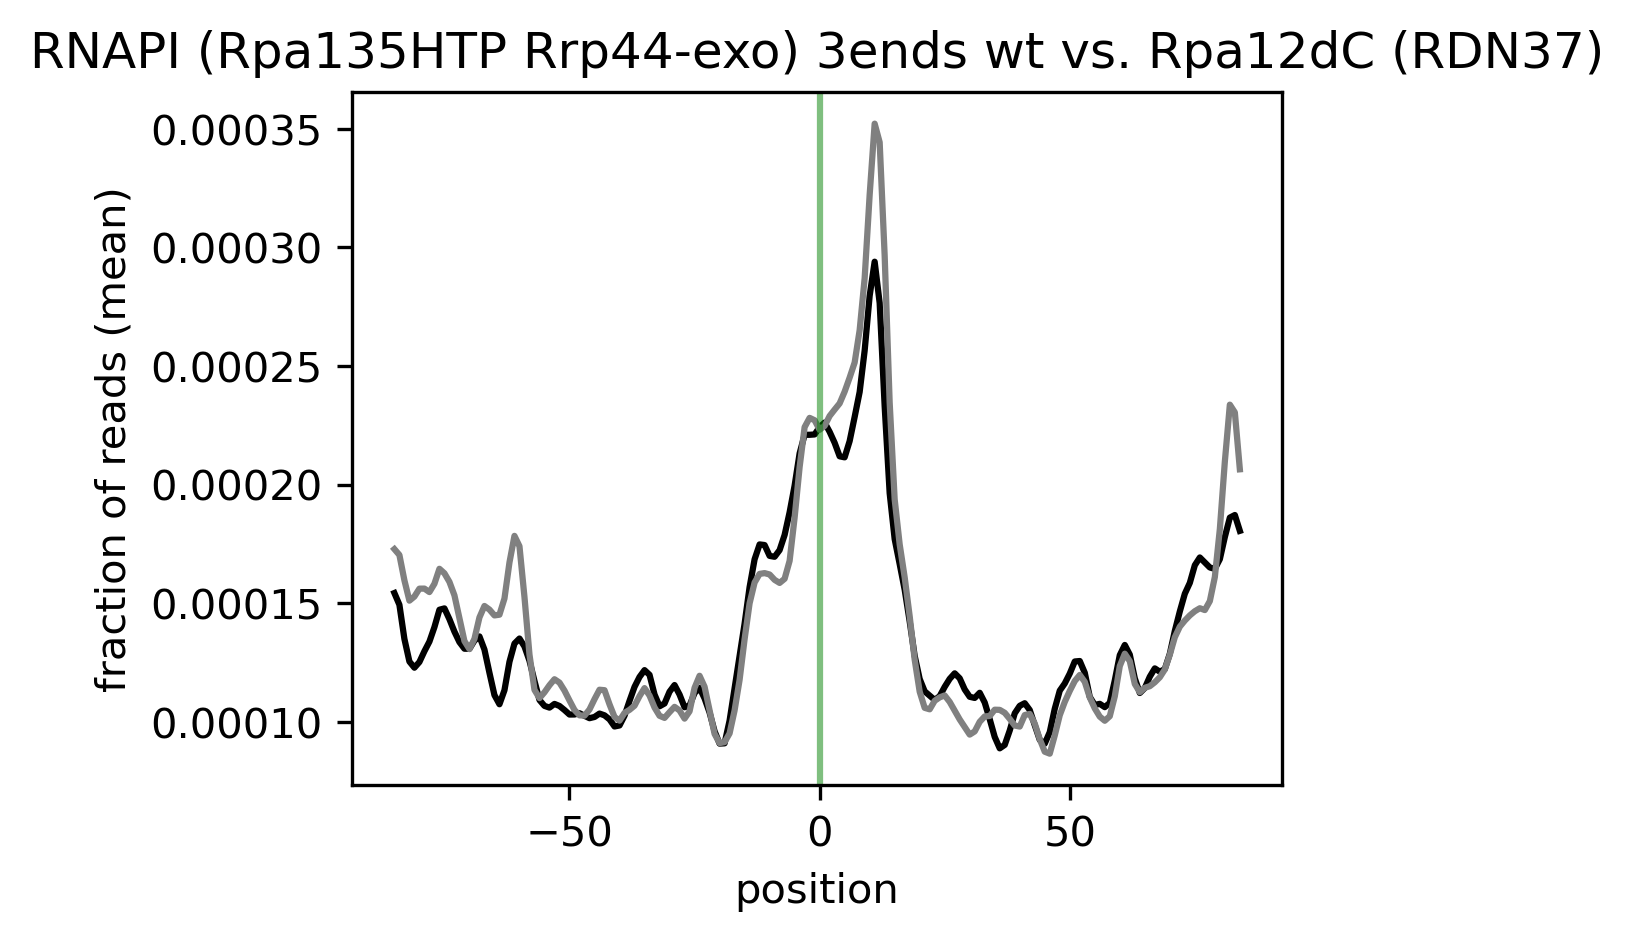 RNAPI (Rpa135HTP Rrp44-exo) 3ends wt vs. Rpa12dC (RDN37)
fraction of reads (mean)
0.00035
0.00030
0.00025
0.00020
0.00015
0.00010
−50 0 50
position